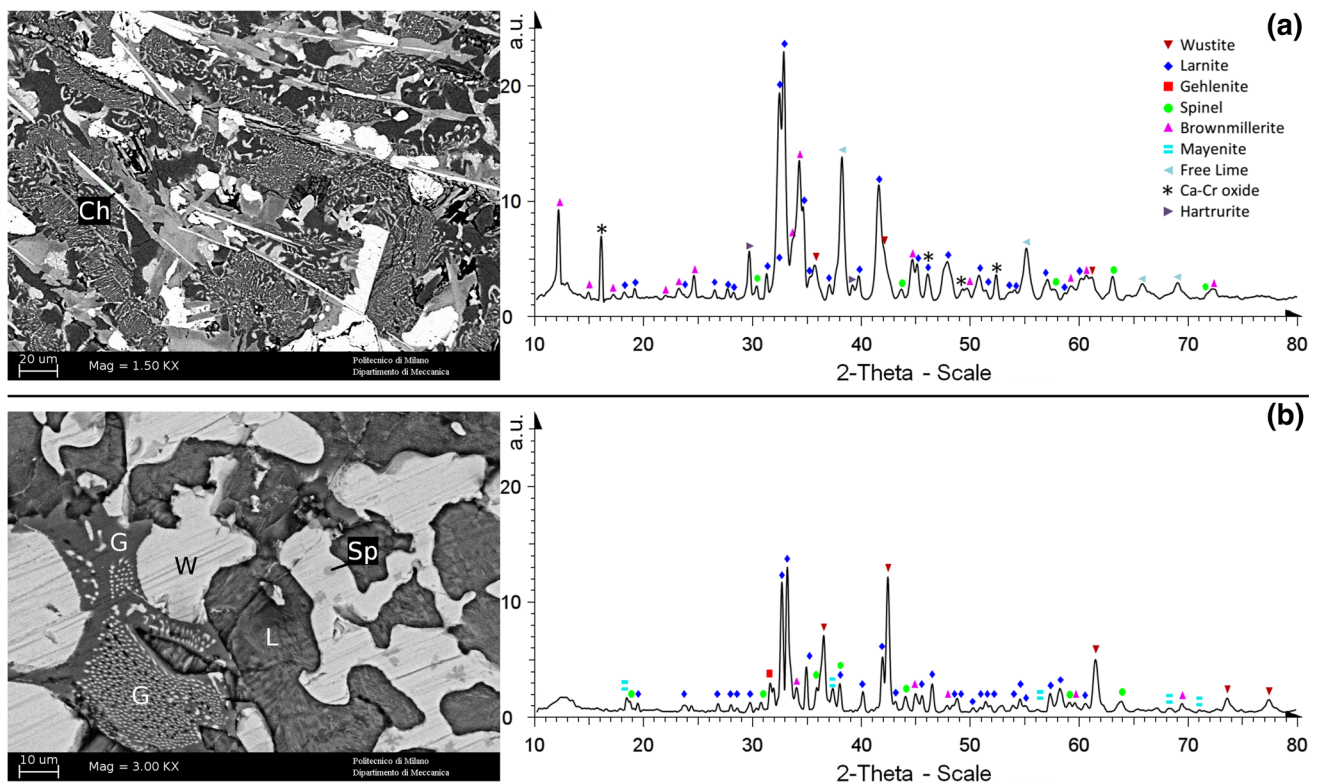 Ch
20 um
Mag = 1.50 KX
Politecnico di Milano
Dipartimento di Meccanica
(a)
a.u.
20
10
0
10 20 30 40 50 60 70 80
2-Theta - Scale
Wustite
Larnite
Gehlenite
Spinel
Brownmillerite
Mayenite
Free Lime
* Ca-Cr oxide
Hartrurite
G
W
Sp
L
G
10 um
Mag = 3.00 KX
Politecnico di Milano
Dipartimento di Meccanica
(b)
a.u.
20
10
0
10 20 30 40 50 60 70 80
2-Theta - Scale